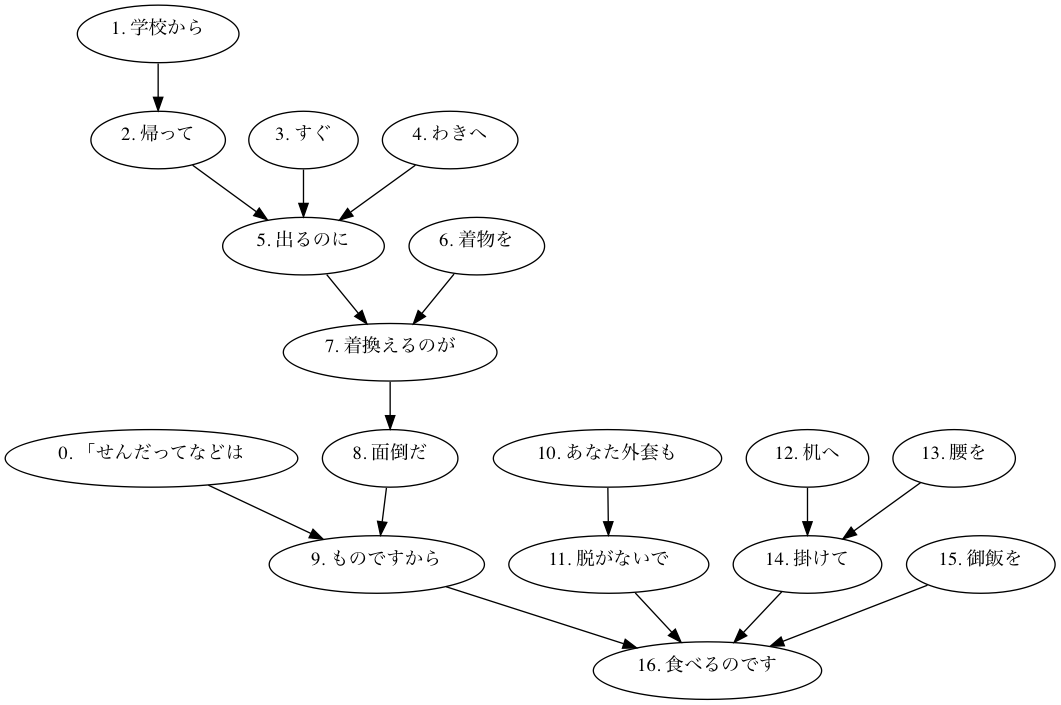 1. 学校から
2. 帰って
3. すぐ
4. わきへ
5. 出るのに
6. 着物を
7. 着換えるのが
0. 「せんだってなどは
8. 面倒だ
10. あなた外套も
12. 机へ
13. 腰を
9. ものですから
11. 脱がないで
14. 掛けて
15. 御飯を
16. 食べるのです